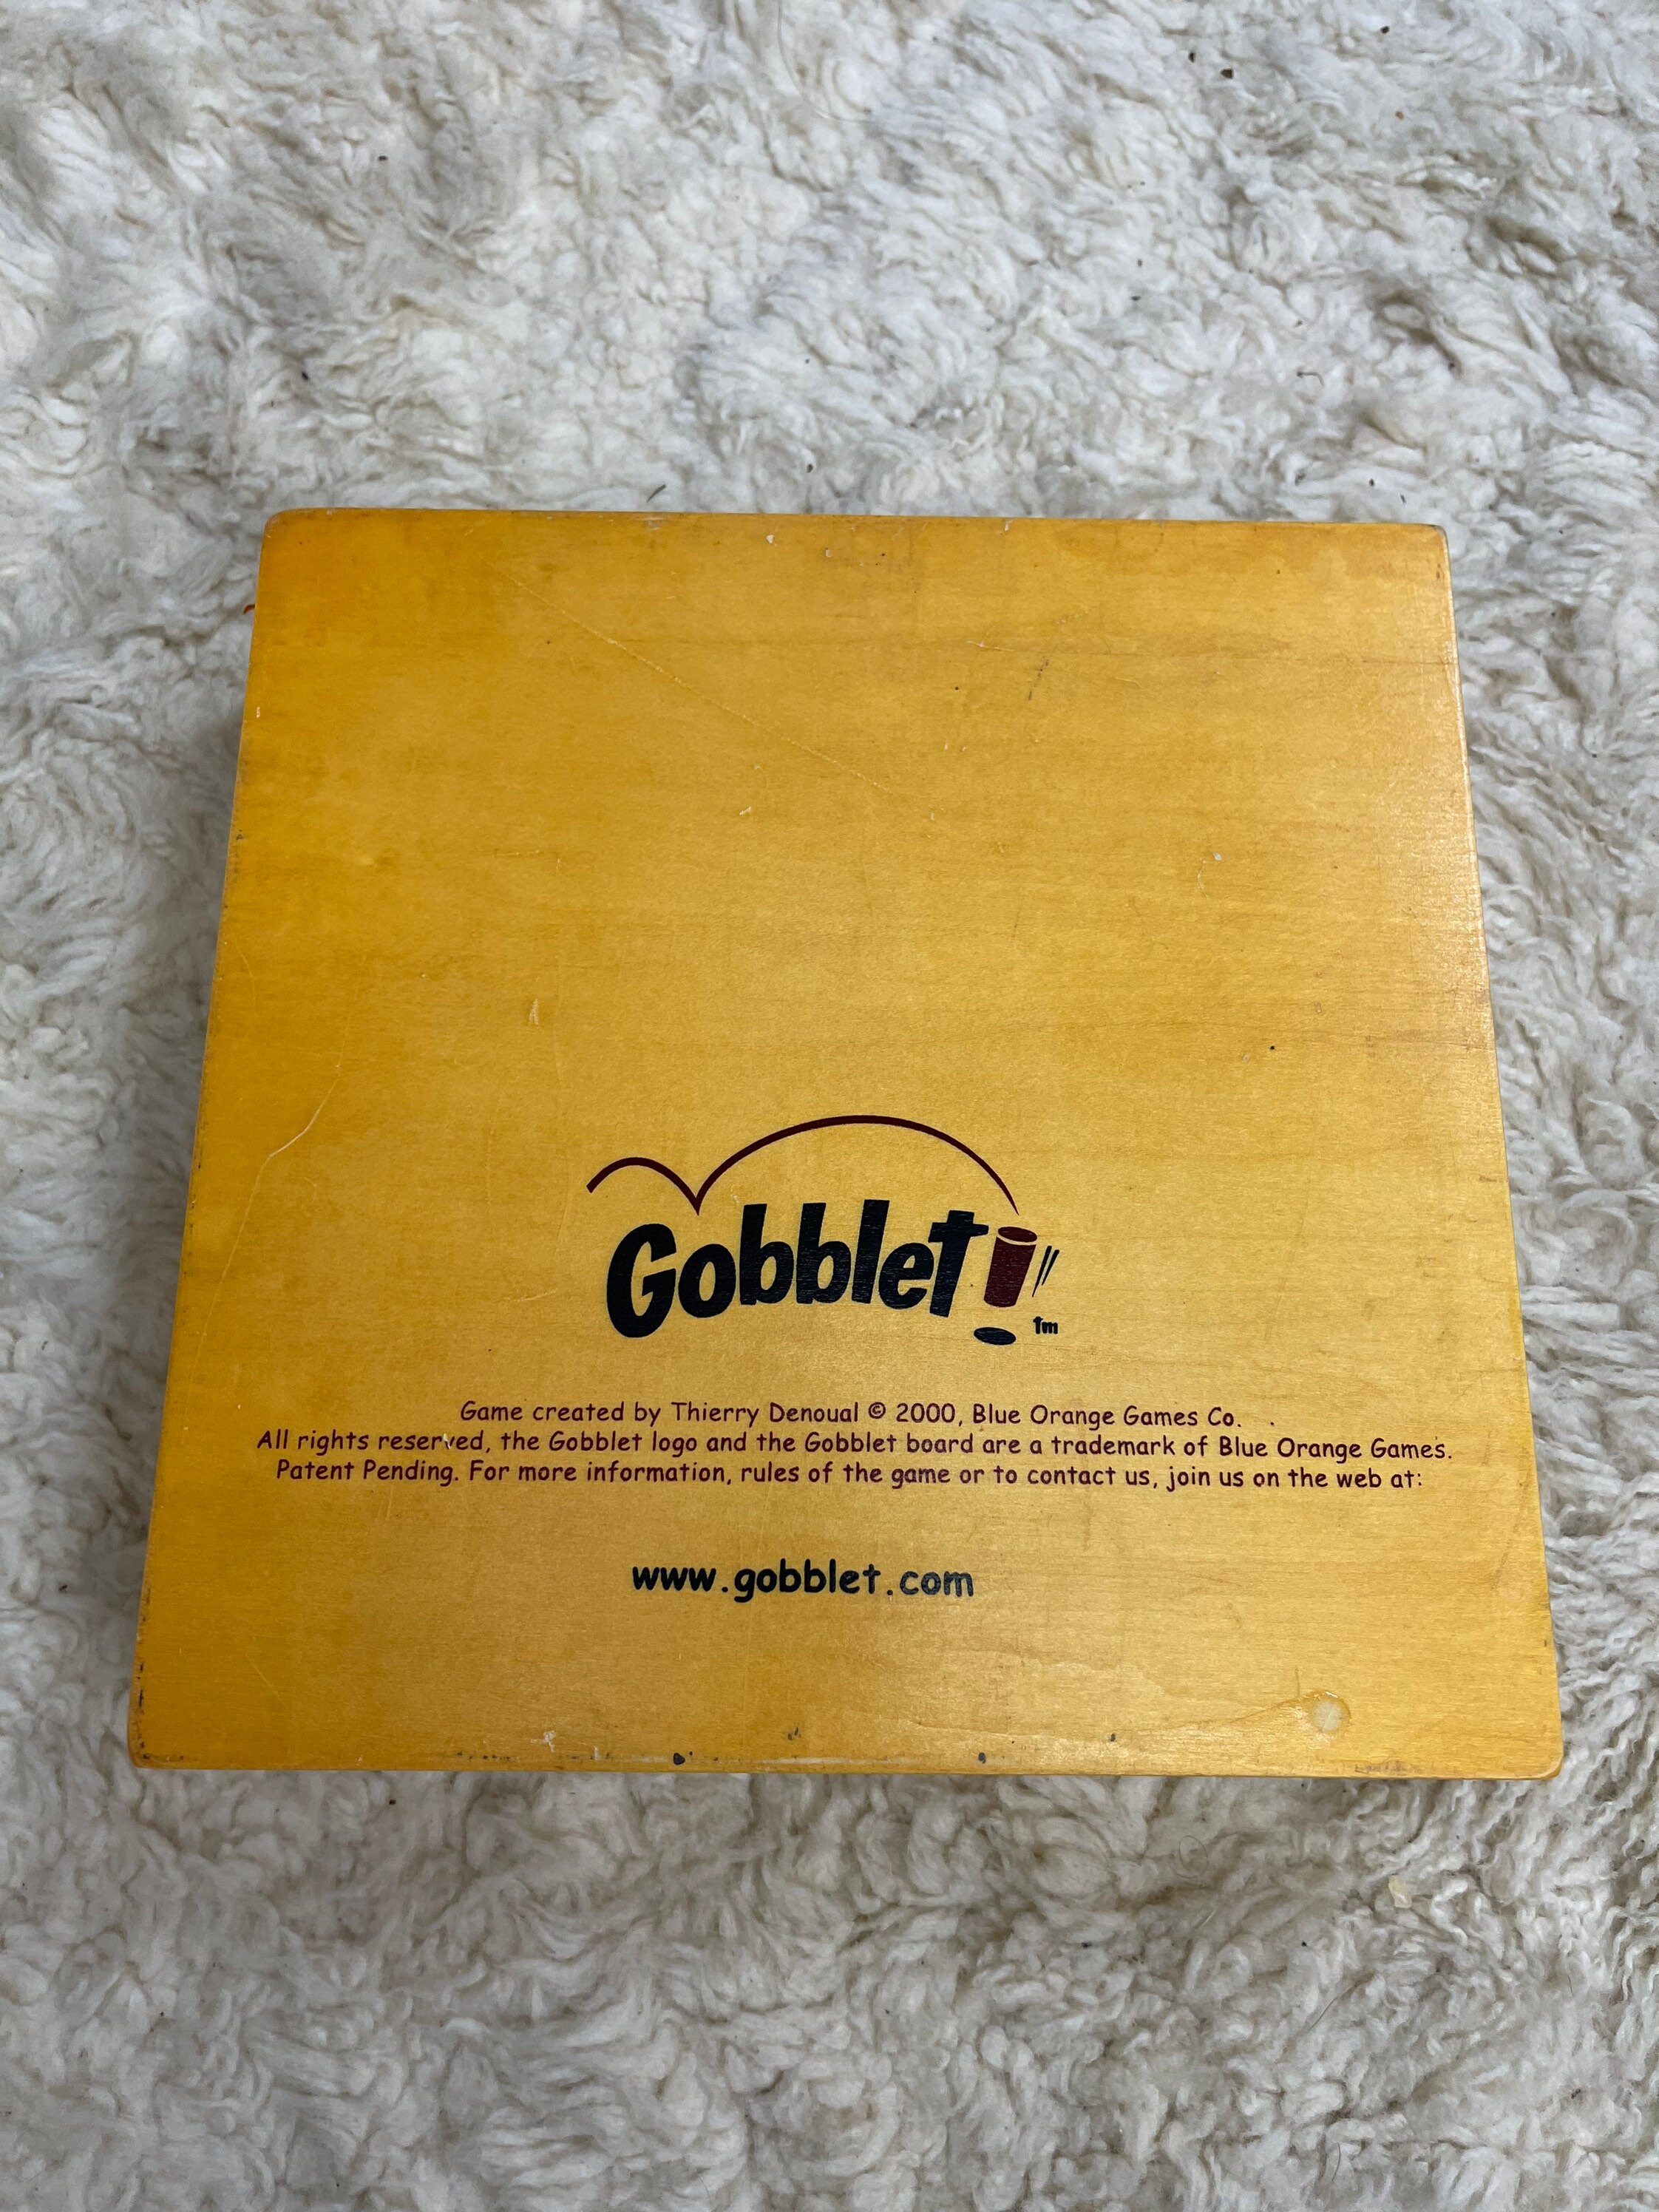 Gobblet!
tm
Game created by Thierry Denoual © 2000, Blue Orange Games Co.
All rights reserved, the Gobblet logo and the Gobblet board are a trademark of Blue Orange Games.
Patent Pending. For more information, rules of the game or to contact us, join us on the web at:
www.gobblet.com